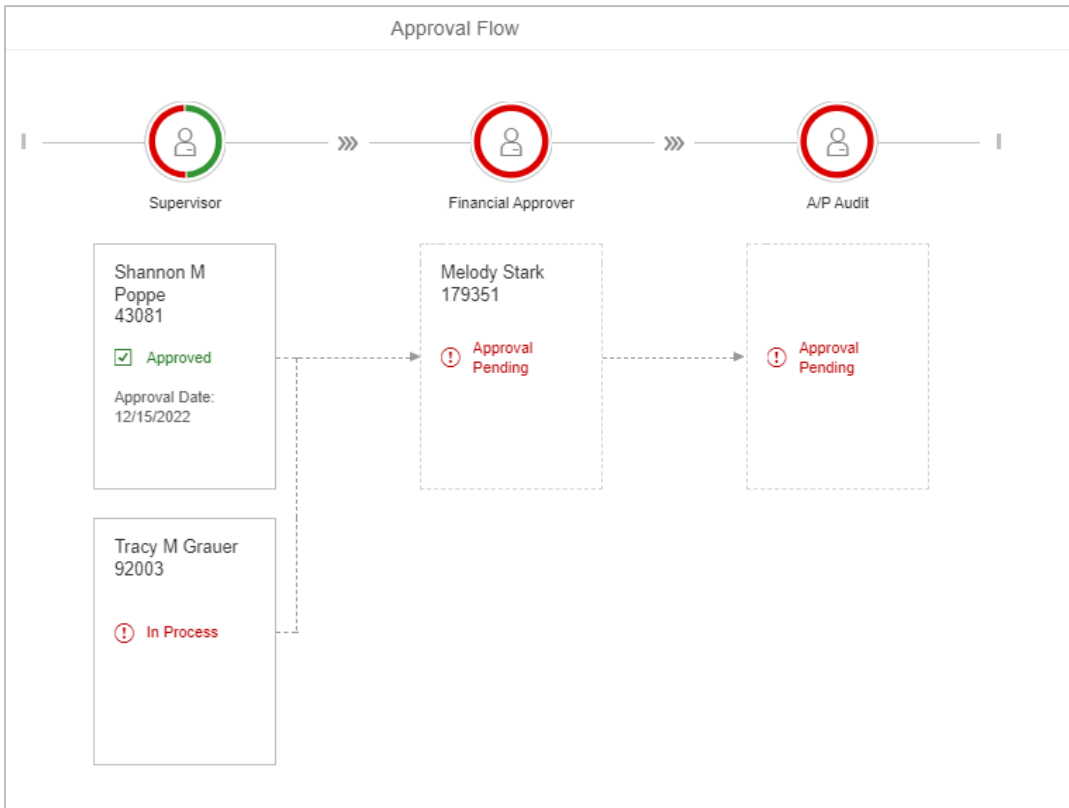 Approval Flow
Supervisor
Financial Approver
A/P Audit
Shannon M
Poppe
43081
Approved
Approval Date:
12/15/2022
Melody Stark
179351
Approval
Pending
Approval
Pending
Tracy M Grauer
92003
In Process